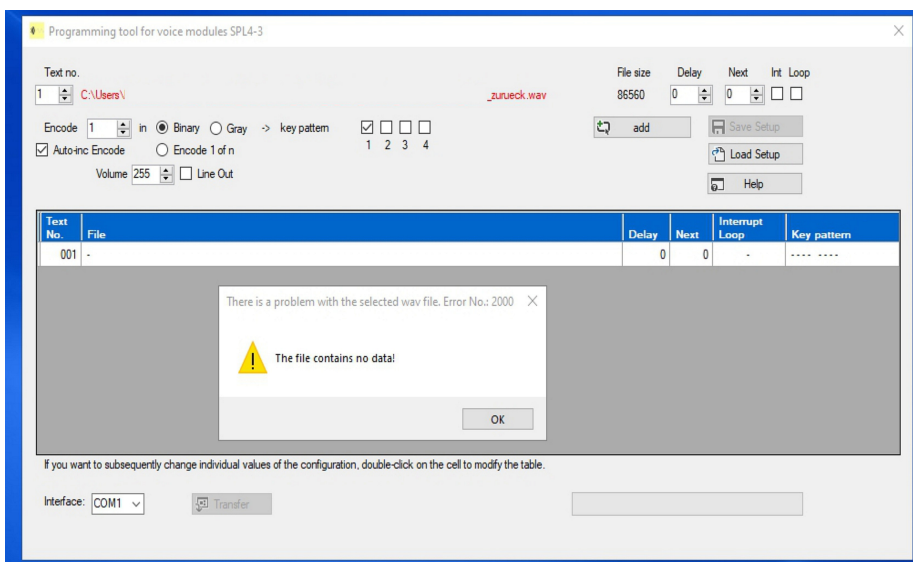 Programming tool for voice modules SPL4-3
Text no. File size Delay Next Int Loop
1 C:\Users\ _zurueck.wav 86560 0 0
Encode 1 in Binary Gray -> key pattern add Save Setup
Auto-inc Encode Encode 1 of n 1 2 3 4 Load Setup
Volume 255 Line Out Help
Text No. File Delay Next Interrupt Loop Key pattern
001 - 0 0 - ---- ----
There is a problem with the selected wav file. Error No.: 2000
The file contains no data!
OK
If you want to subsequently change individual values of the configuration, double-click on the cell to modify the table.
Interface: COM1 Transfer